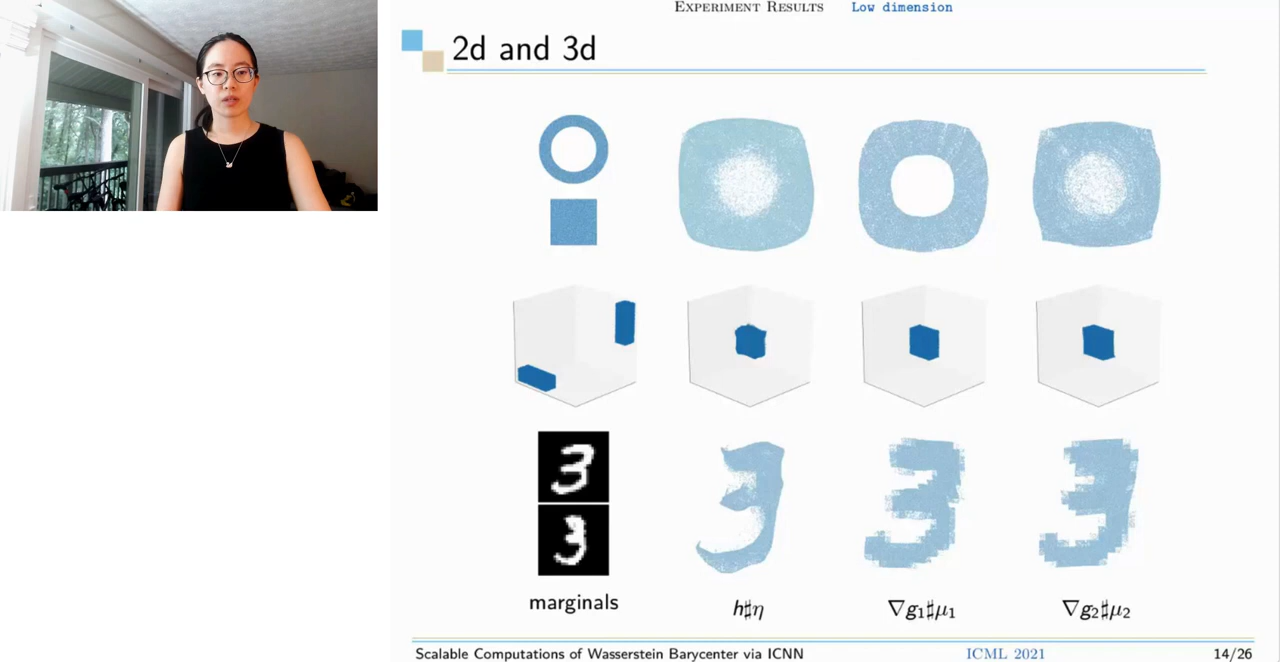 EXPERIMENT RESULTS Low dimension
2d and 3d
marginals h♯η ∇g₁♯μ₁ ∇g₂♯μ₂
Scalable Computations of Wasserstein Barycenter via ICNN ICML 2021 14/26